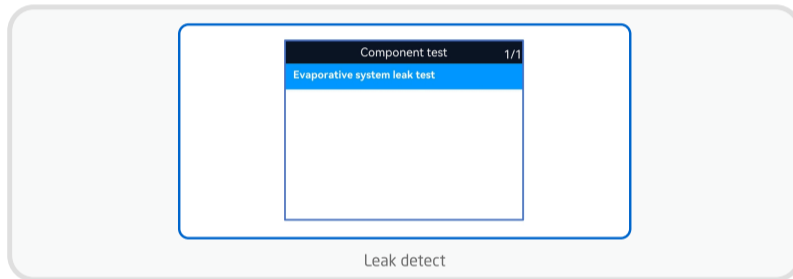 Component test 1/1
Evaporative system leak test
Leak detect